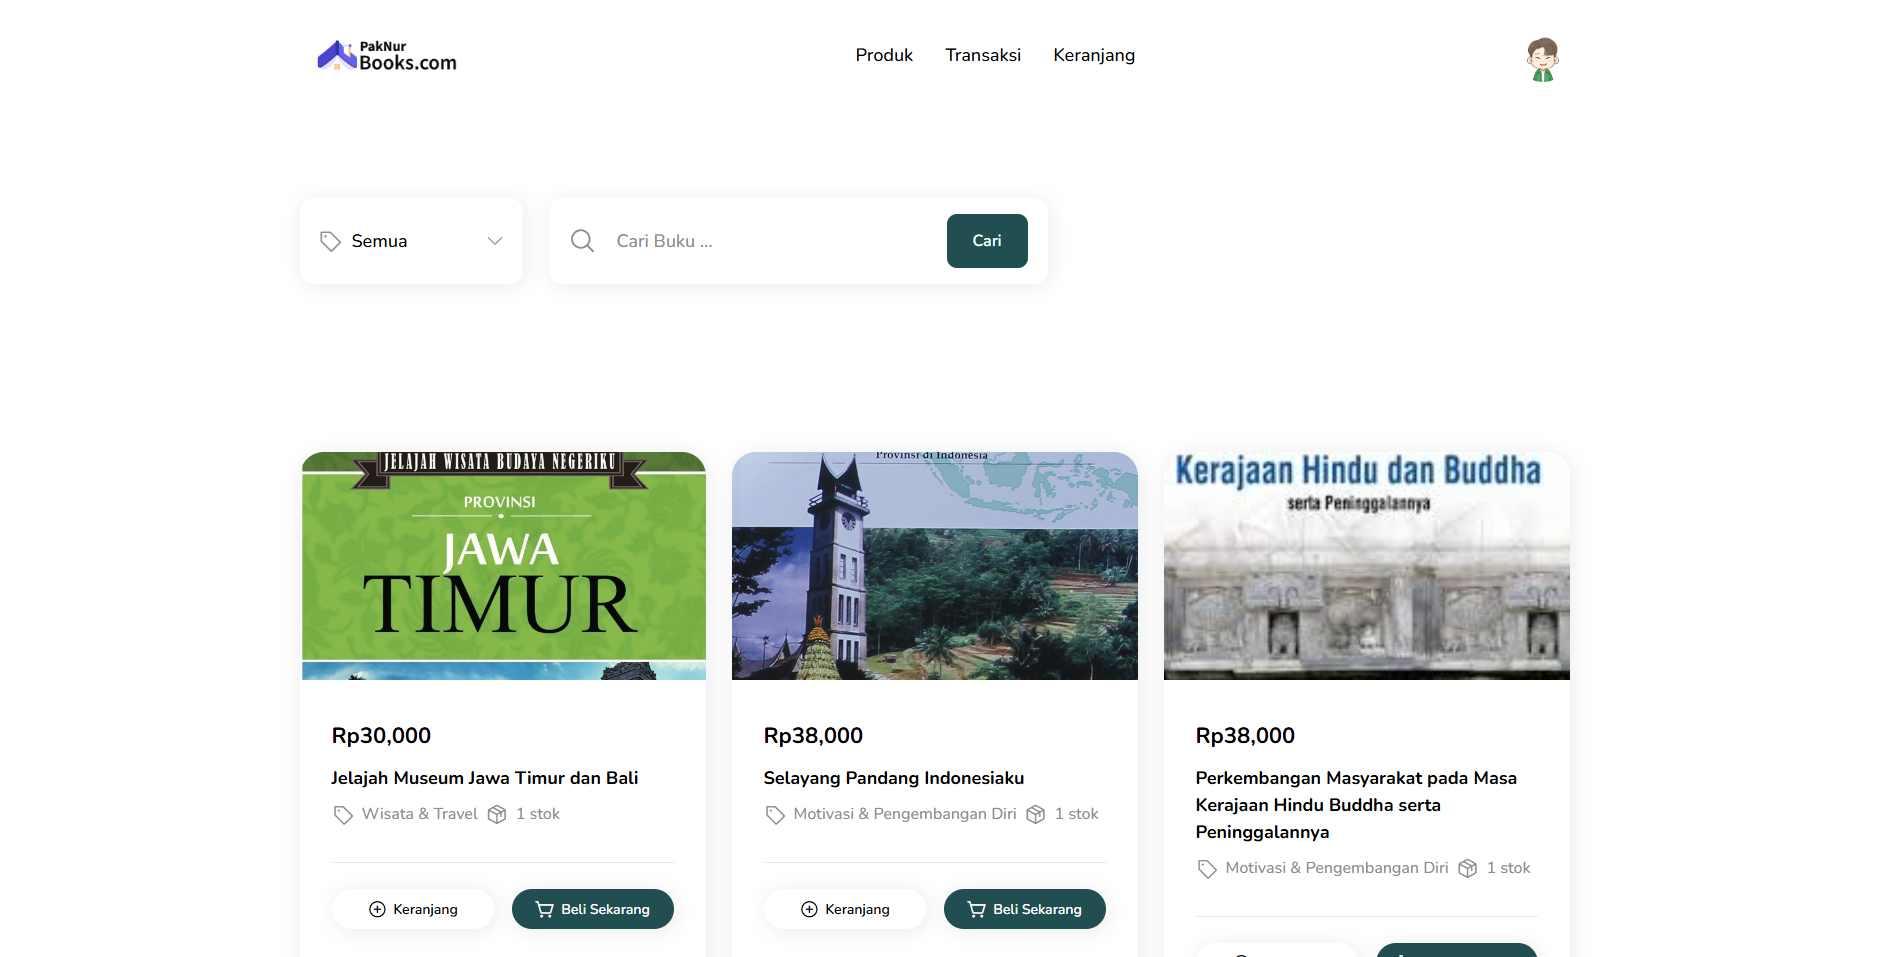 PakNur
Books.com
Produk
Transaksi
Keranjang
Semua
Cari Buku ...
Cari
JELAJAH WISATA BUDAYA NEGERIKU
PROVINSI
JAWA
TIMUR
Provinsi di Indonesia
Kerajaan Hindu dan Buddha
serta Peninggalannya
Rp30,000
Jelajah Museum Jawa Timur dan Bali
Wisata & Travel 1 stok
Keranjang
Beli Sekarang
Rp38,000
Selayang Pandang Indonesiaku
Motivasi & Pengembangan Diri 1 stok
Keranjang
Beli Sekarang
Rp38,000
Perkembangan Masyarakat pada Masa
Kerajaan Hindu Buddha serta
Peninggalannya
Motivasi & Pengembangan Diri 1 stok